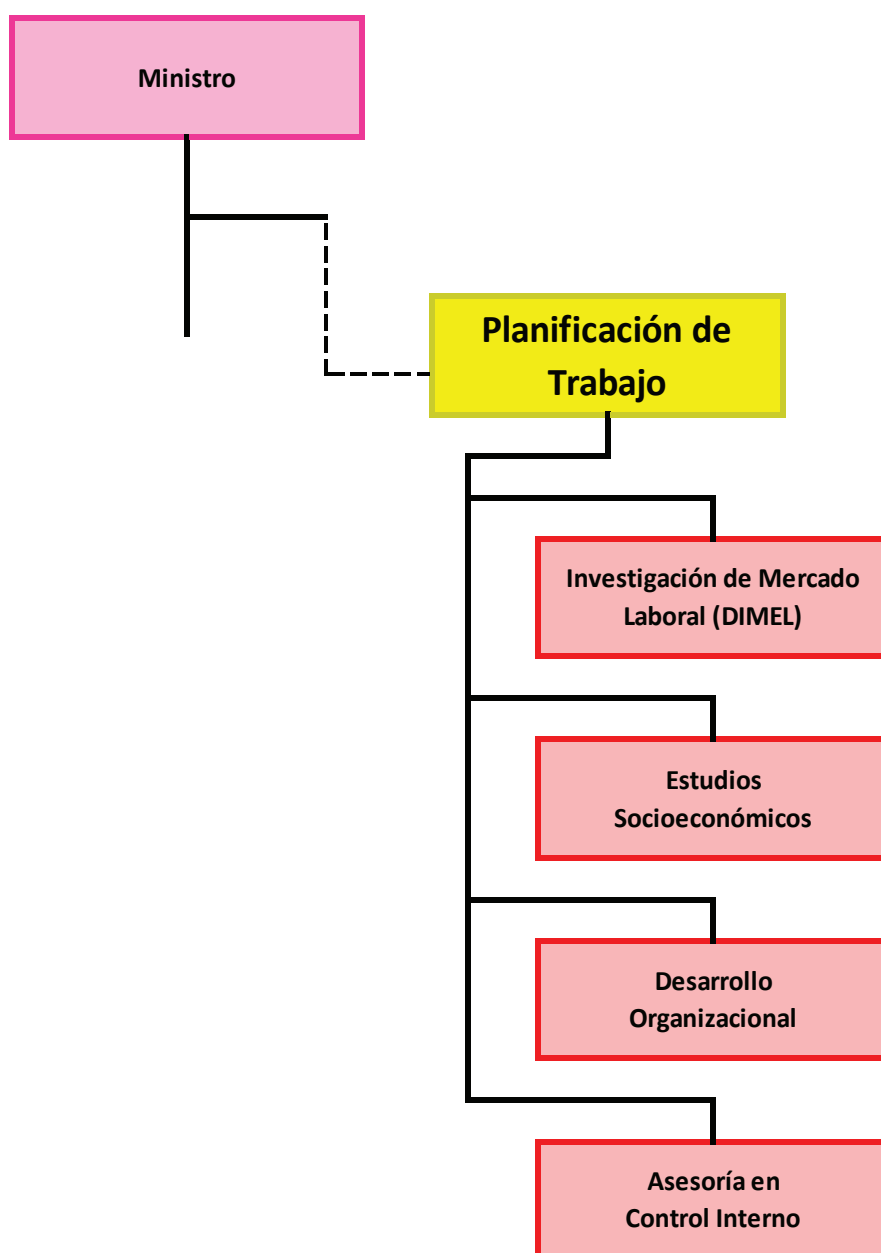 Ministro
Planificación de
Trabajo
Investigación de Mercado
Laboral (DIMEL)
Estudios
Socioeconómicos
Desarrollo
Organizacional
Asesoría en
Control Interno